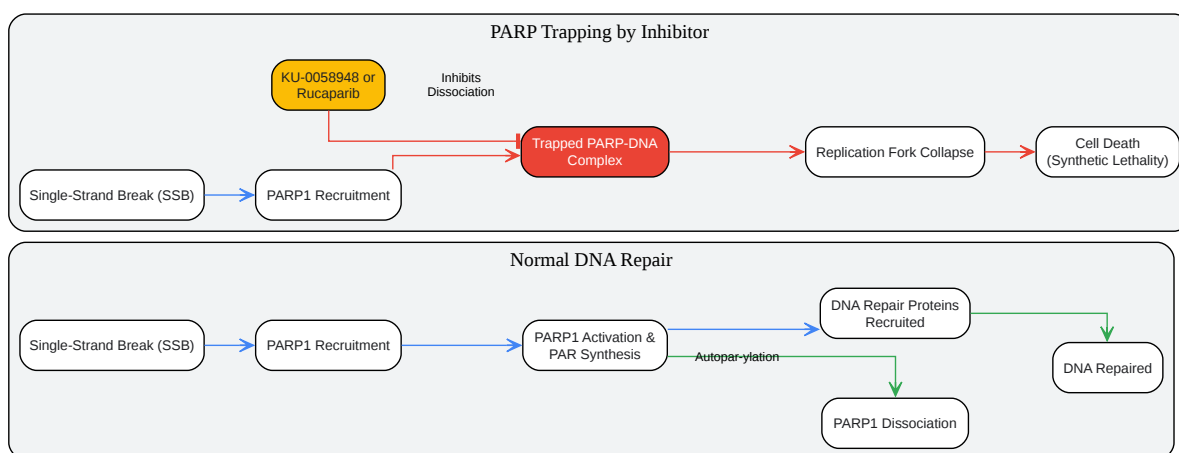 PARP Trapping by Inhibitor
KU-0058948 or
Rucaparib
Inhibits
Dissociation
Trapped PARP-DNA
Complex
Replication Fork Collapse
Cell Death
(Synthetic Lethality)
Single-Strand Break (SSB)
PARP1 Recruitment
Normal DNA Repair
Single-Strand Break (SSB)
PARP1 Recruitment
PARP1 Activation &
PAR Synthesis
DNA Repair Proteins
Recruited
Autopar-ylation
DNA Repaired
PARP1 Dissociation